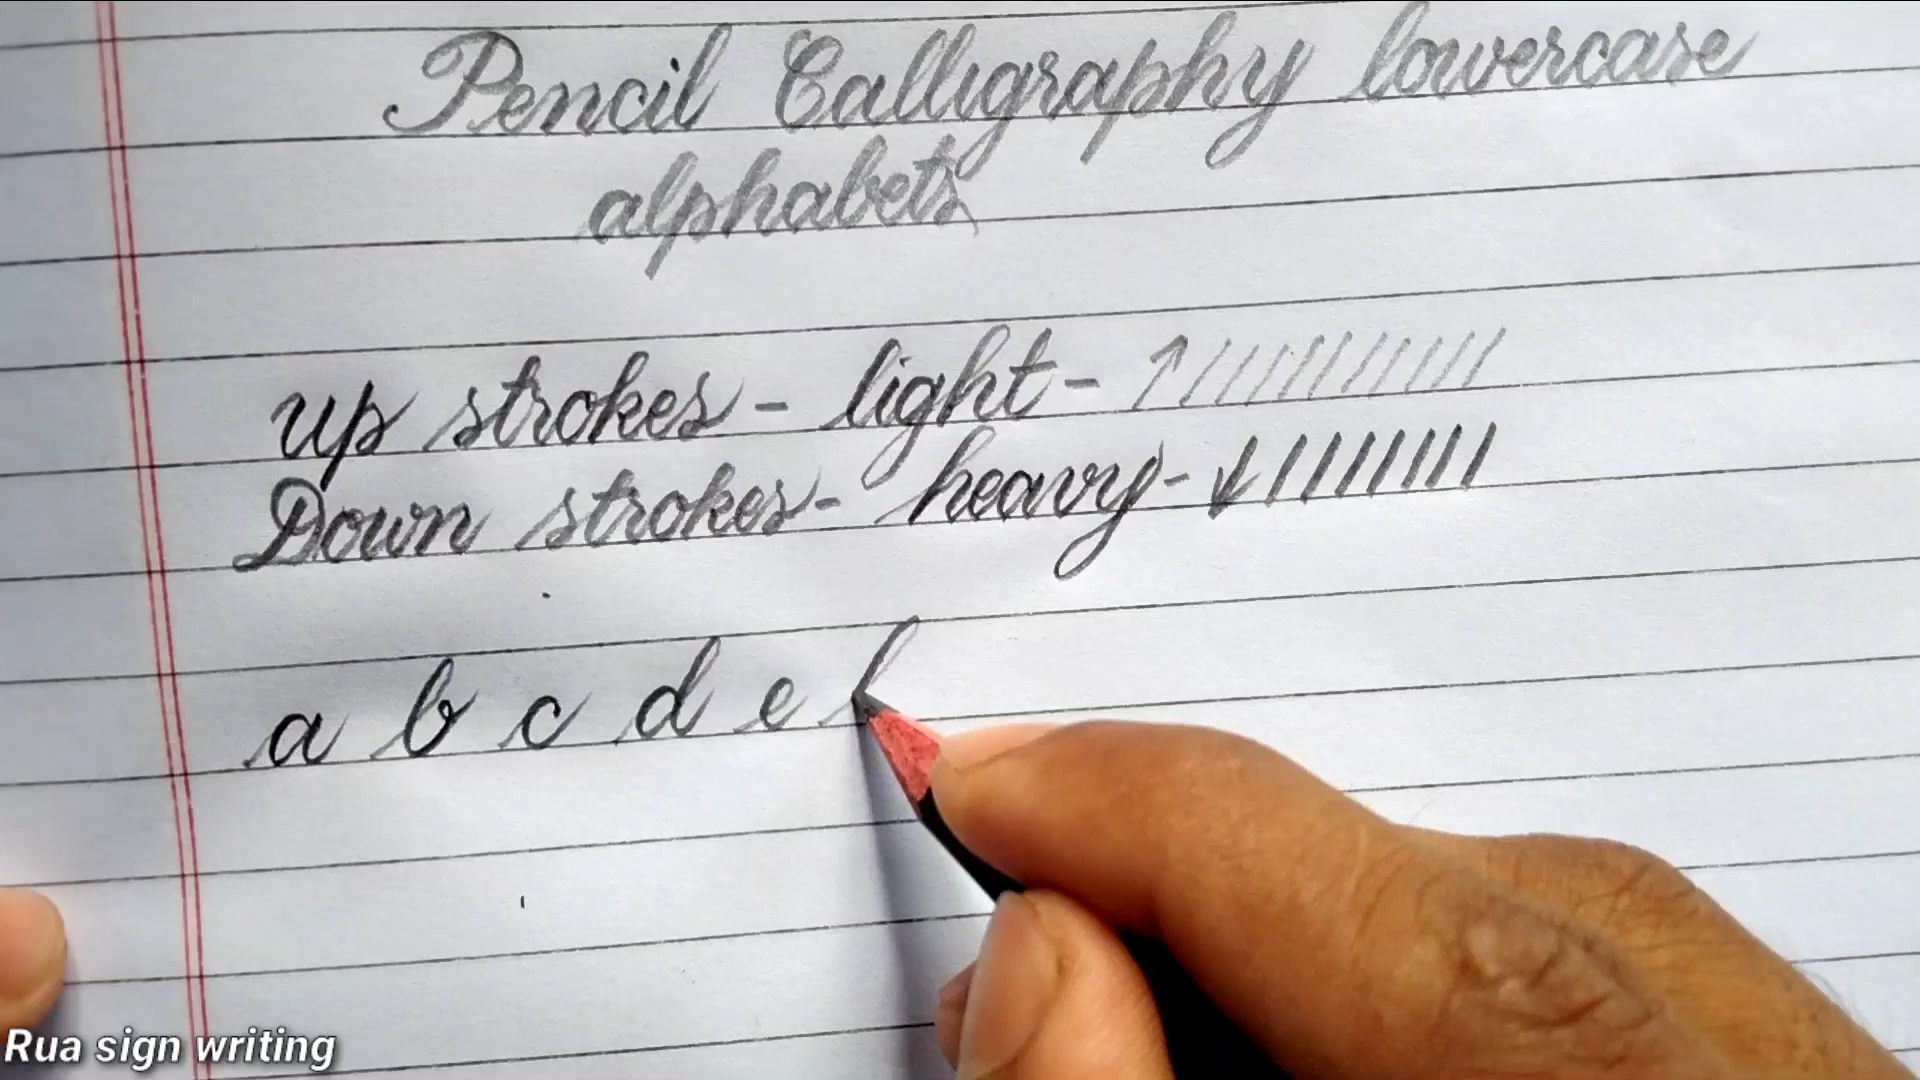 Pencil Calligraphy lowercase
alphabets
up strokes - light - ↑///////////
Down strokes - heavy - ↓////////
a b c d e
Rua sign writing